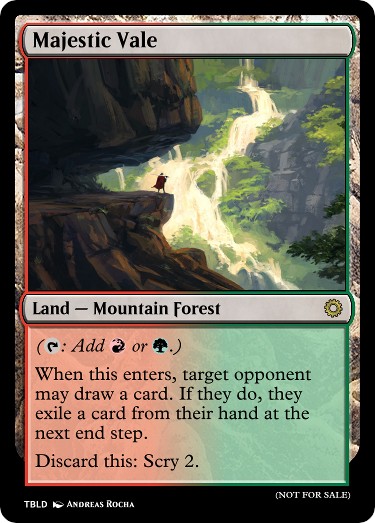 Majestic Vale
Land — Mountain Forest
(: Add or .)
When this enters, target opponent
may draw a card. If they do, they
exile a card from their hand at the
next end step.
Discard this: Scry 2.
TBLD Andreas Rocha
(NOT FOR SALE)